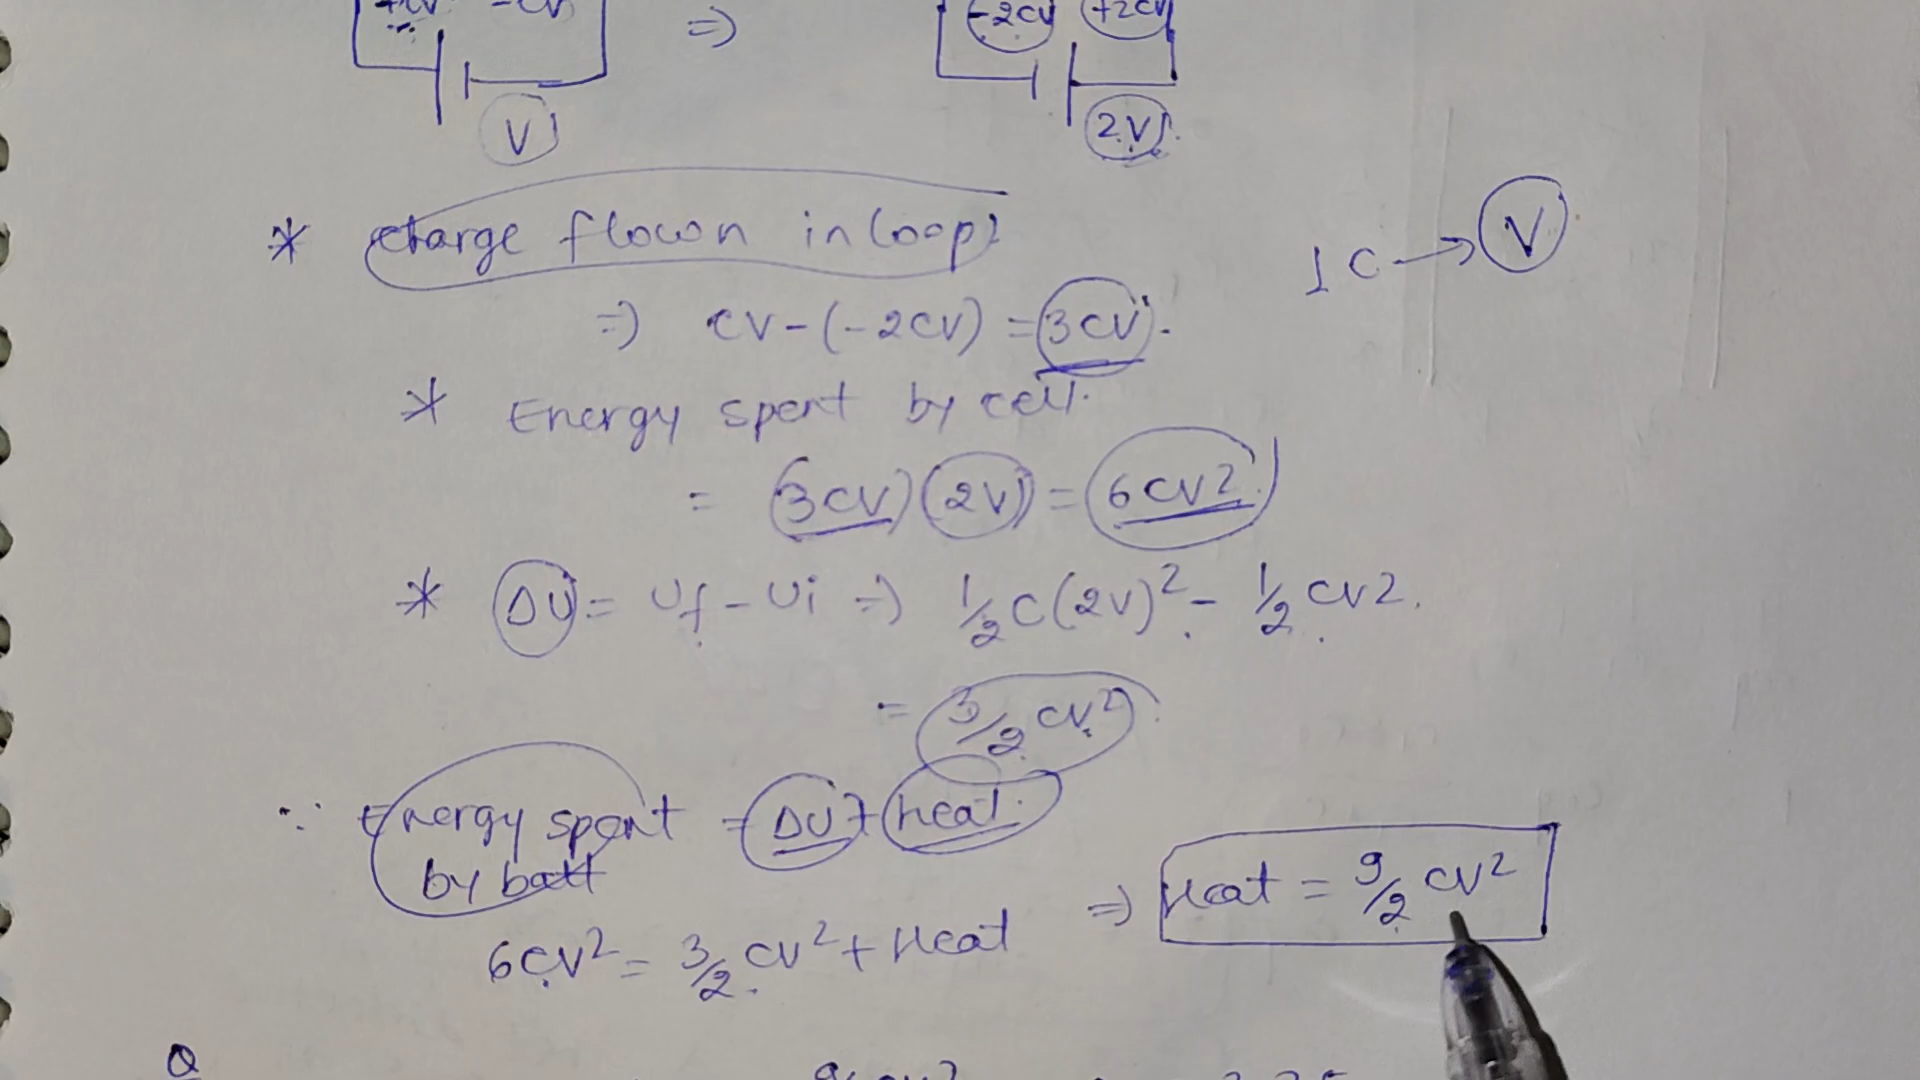 +CV -CV
⇒
-2CV +2CV
V
2V
* charge flown in loop
1C → V
⇒ CV-(-2CV) = 3CV.
* Energy spent by cell.
= (3CV)(2V) = 6CV2
* ΔU = Uf - Ui ⇒ 1/2 C(2V)² - 1/2 CV2.
= 3/2 CV²
∵ Energy spent = ΔU + heat.
by batt
⇒ Heat = 9/2 CV²
6CV² = 3/2 CV² + Heat
Q